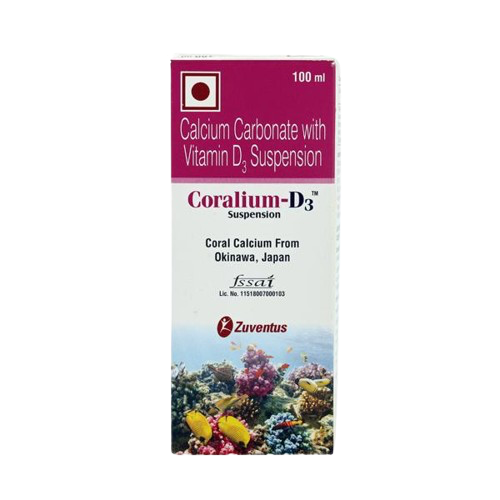 100 ml
Calcium Carbonate with
Vitamin D3 Suspension
Coralium-D3™
Suspension
Coral Calcium From
Okinawa, Japan
fssai
Lic. No. 11518007000103
Zuventus